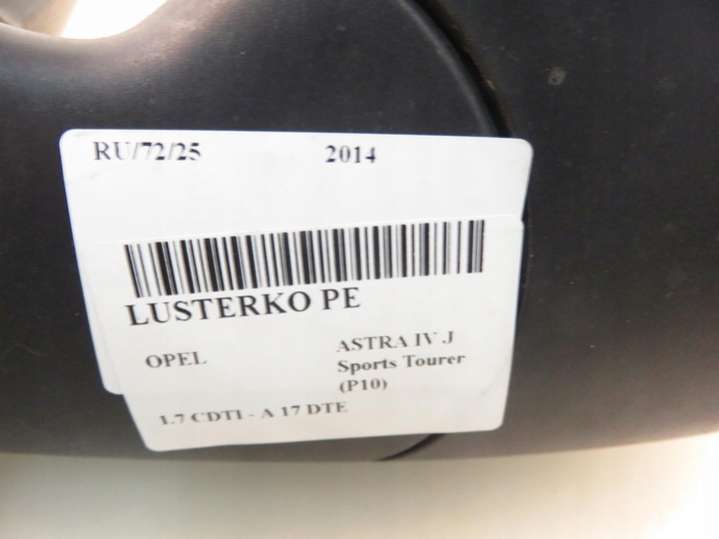 RU/72/25 2014
LUSTERKO PE
OPEL ASTRA IV J
Sports Tourer
(P10)
1.7 CDTI - A 17 DTE